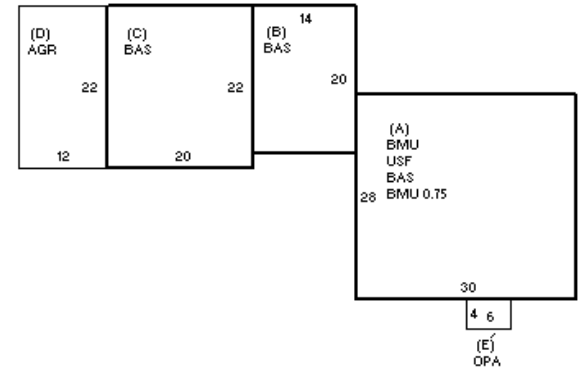 (D)
AGR
22
12
(C)
BAS
22
20
14
(B)
BAS
20
(A)
BMU
USF
BAS
28 BMU 0.75
30
4 6
(E)
OPA